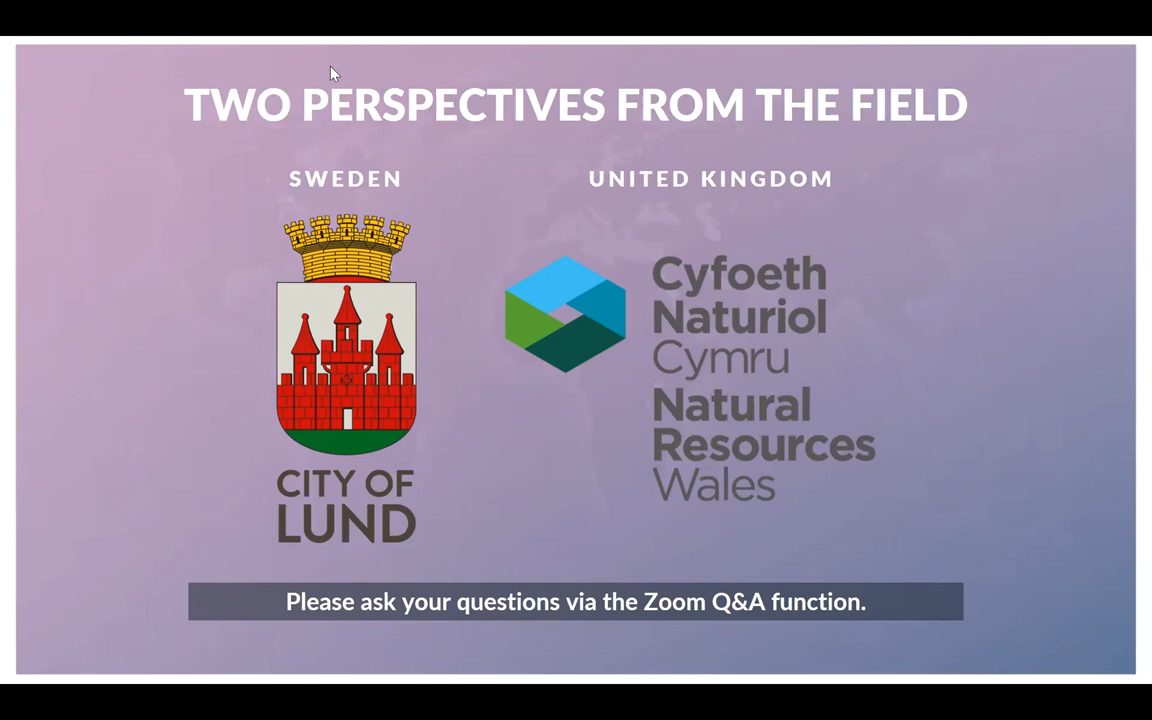 TWO PERSPECTIVES FROM THE FIELD
SWEDEN
CITY OF
LUND
UNITED KINGDOM
Cyfoeth
Naturiol
Cymru
Natural
Resources
Wales
Please ask your questions via the Zoom Q&A function.